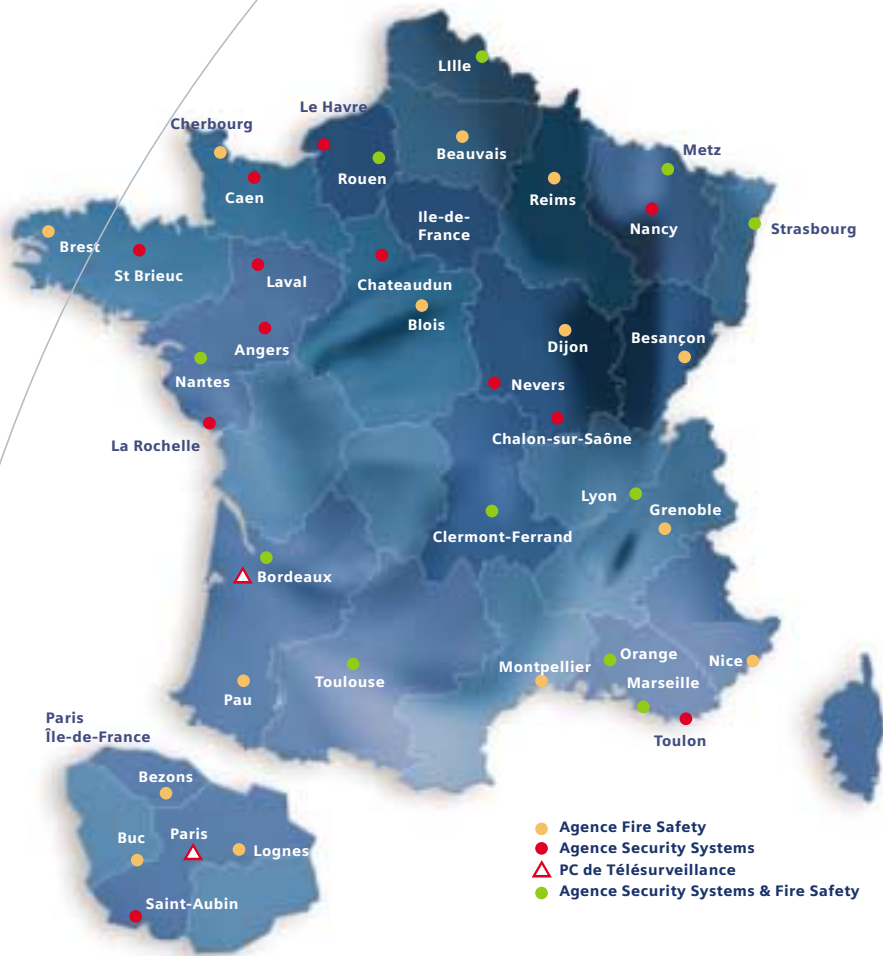 LIlle
Le Havre
Cherbourg
Beauvais
Metz
Rouen
Reims
Caen
Ile-de-
France
Nancy
Strasbourg
Brest
St Brieuc
Laval
Chateaudun
Blois
Angers
Dijon
Besançon
Nantes
Nevers
La Rochelle
Chalon-sur-Saône
Lyon
Grenoble
Clermont-Ferrand
Bordeaux
Orange
Nice
Montpellier
Toulouse
Marseille
Pau
Toulon
Paris
Île-de-France
Bezons
Buc
Paris
Lognes
Saint-Aubin
Agence Fire Safety
Agence Security Systems
PC de Télésurveillance
Agence Security Systems & Fire Safety